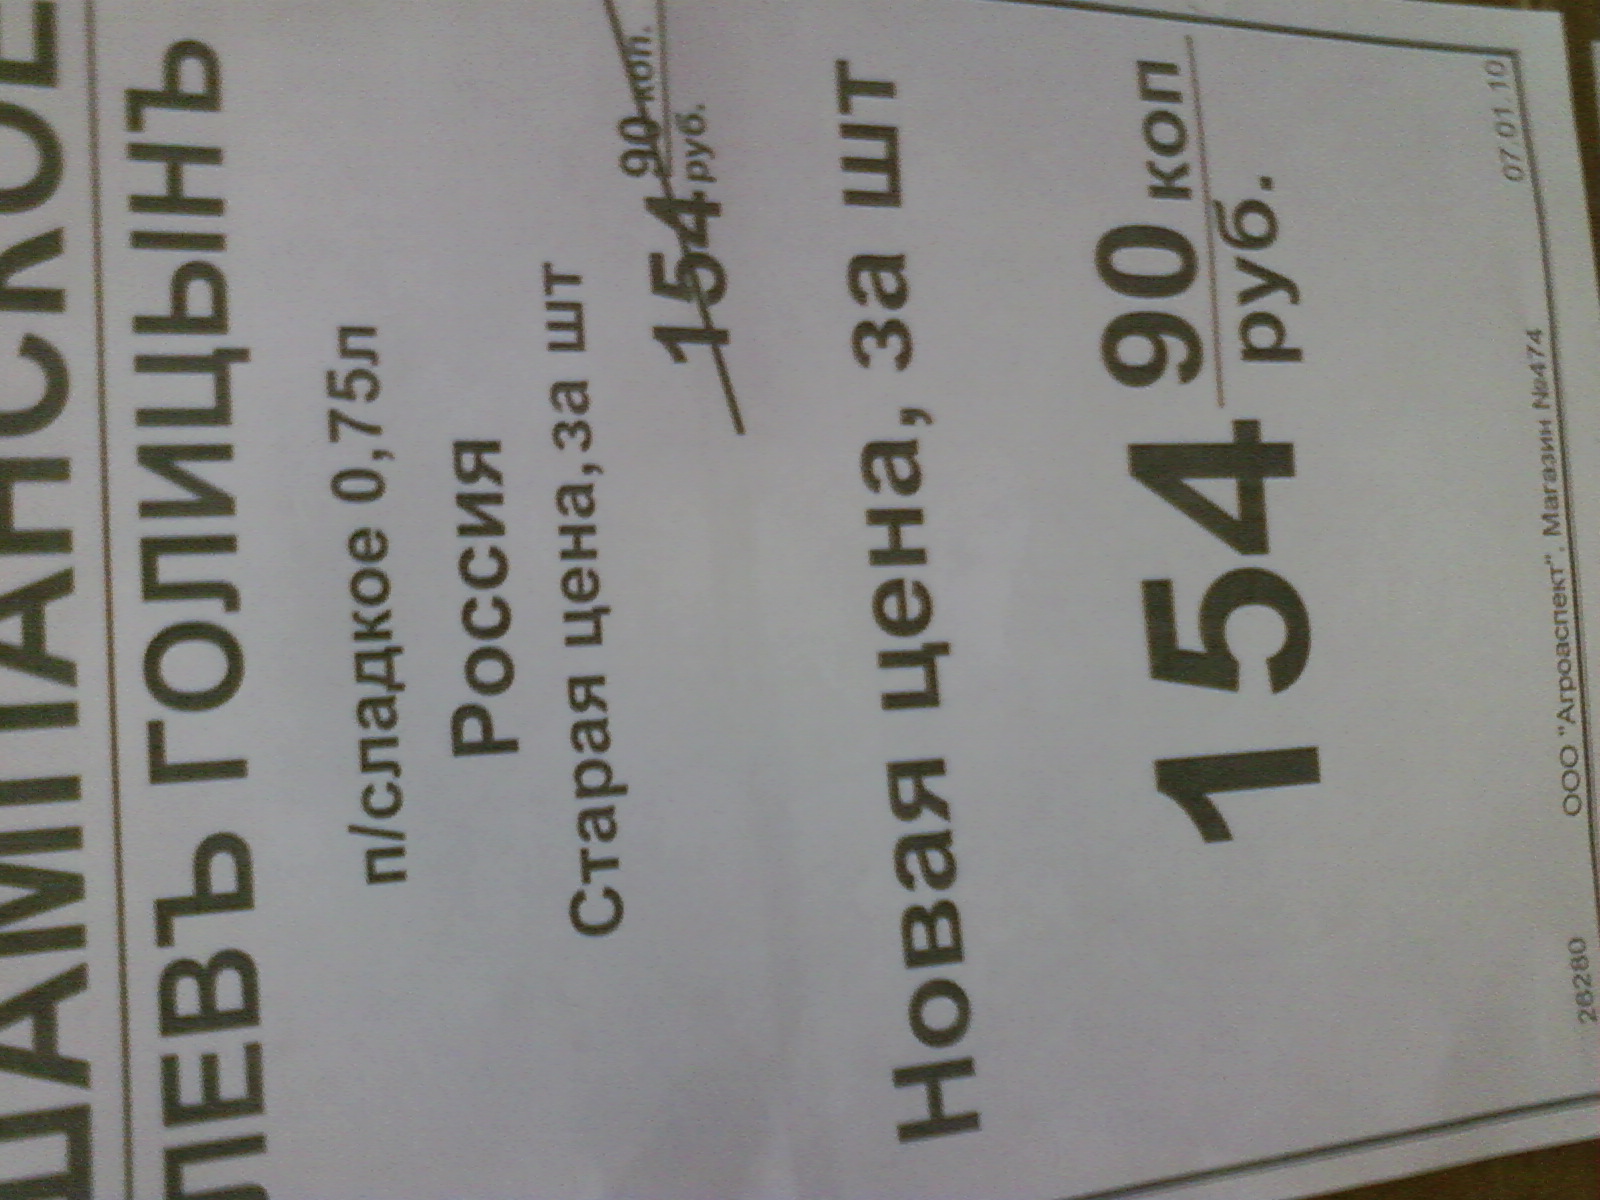 ШАМПАНСКОЕ
ЛЕВЪ ГОЛИЦЫНЪ
п/сладкое 0,75л
Россия
Старая цена,за шт
154 90 коп.
руб.
Новая цена, за шт
154 90 коп
руб.
26280 ООО "Агроаспект". Магазин №474 07.01.10